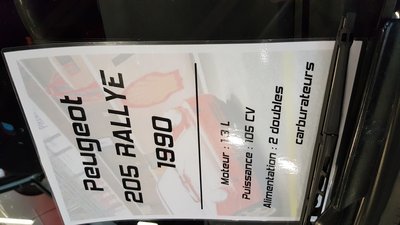 Peugeot
205 RALLYE
1990
Moteur : 1.3 L
Puissance : 105 CV
Alimentation : 2 doubles
carburateurs